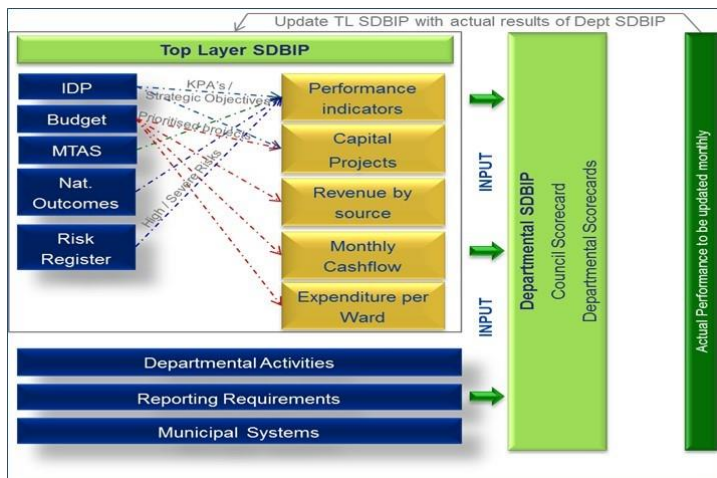 Update TL SDBIP with actual results of Dept SDBIP
Top Layer SDBIP
IDP
Budget
MTAS
Nat.
Outcomes
Risk
Register
KPA's /
Strategic Objectives
Prioritised projects
High / Severe Risks
Performance
indicators
Capital
Projects
Revenue by
source
Monthly
Cashflow
Expenditure per
Ward
INPUT
INPUT
Departmental Activities
Reporting Requirements
Municipal Systems
Departmental SDBIP
Council Scorecard
Departmental Scorecards
Actual Performance to be updated monthly